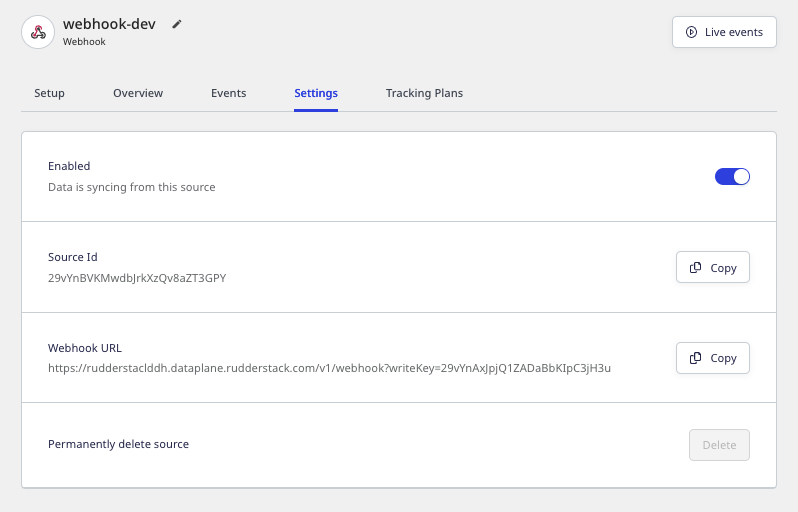 webhook-dev
Webhook
Live events
Setup Overview Events Settings Tracking Plans
Enabled
Data is syncing from this source
Source Id
29vYnBVKMwdbJrkXzQv8aZT3GPY
Copy
Webhook URL
https://rudderstaclddh.dataplane.rudderstack.com/v1/webhook?writeKey=29vYnAxJpjQ1ZADaBbKIpC3jH3u
Copy
Permanently delete source
Delete